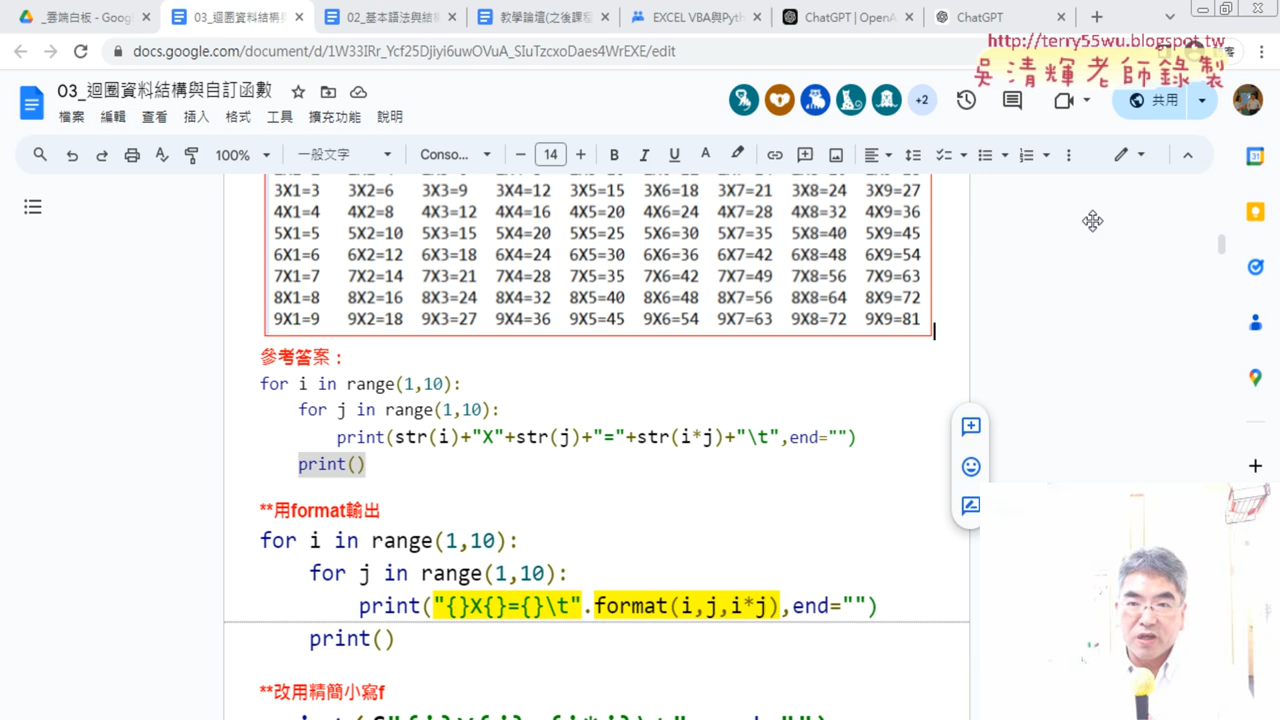 _雲端白板 - Goog
03_迴圈資料結構與
02_基本語法與結構
教學論壇(之後課程
EXCEL VBA與Pyth
ChatGPT | OpenA
ChatGPT
docs.google.com/document/d/1W33IRr_Ycf25Djiyi6uwOVuA_SIuTzcxoDaes4WrEXE/edit
http://terry55wu.blogspot.tw
吳清輝老師錄製
03_迴圈資料結構與自訂函數
+2
共用
檔案 編輯 查看 插入 格式 工具 擴充功能 說明
100% 一般文字 Conso... 14 B I U A
3X1=3 3X2=6 3X3=9 3X4=12 3X5=15 3X6=18 3X7=21 3X8=24 3X9=27
4X1=4 4X2=8 4X3=12 4X4=16 4X5=20 4X6=24 4X7=28 4X8=32 4X9=36
5X1=5 5X2=10 5X3=15 5X4=20 5X5=25 5X6=30 5X7=35 5X8=40 5X9=45
6X1=6 6X2=12 6X3=18 6X4=24 6X5=30 6X6=36 6X7=42 6X8=48 6X9=54
7X1=7 7X2=14 7X3=21 7X4=28 7X5=35 7X6=42 7X7=49 7X8=56 7X9=63
8X1=8 8X2=16 8X3=24 8X4=32 8X5=40 8X6=48 8X7=56 8X8=64 8X9=72
9X1=9 9X2=18 9X3=27 9X4=36 9X5=45 9X6=54 9X7=63 9X8=72 9X9=81
參考答案：
for i in range(1,10):
for j in range(1,10):
print(str(i)+"X"+str(j)+"="+str(i*j)+"\t",end="")
print()
**用format輸出
for i in range(1,10):
for j in range(1,10):
print("{}X{}={}\t".format(i,j,i*j),end="")
print()
**改用精簡小寫f